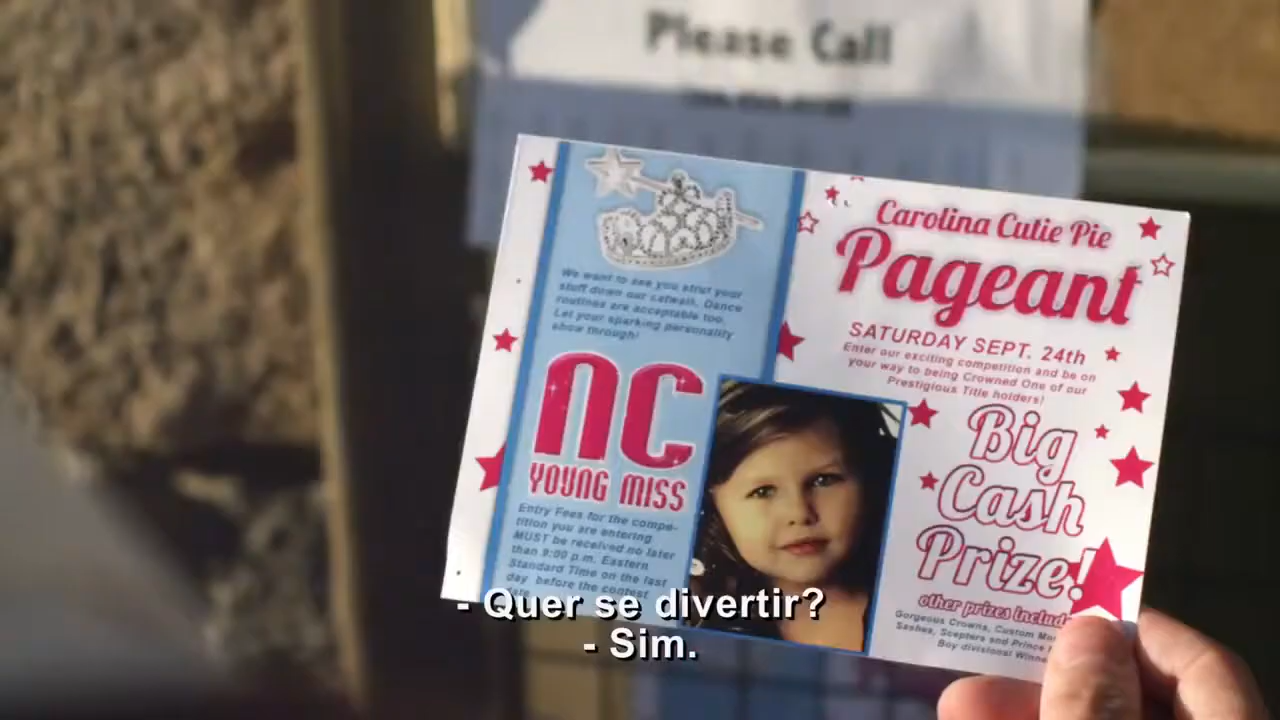 Please Call
We want to see you strut your
stuff down our catwalk. Dance
routines are acceptable too.
Let your sparking personality
show through!
NC
YOUNG MISS
Entry Fees for the compe-
tition you are entering
MUST be received no later
than 9:00 p.m. Eastern
Standard Time on the last
day before the contest
Carolina Cutie Pie
Pageant
SATURDAY SEPT. 24th
Enter our exciting competition and be on
your way to being Crowned One of our
Prestigious Title holders!
Big
Cash
Prize!
other prizes include
Gorgeous Crowns, Custom
Sashes, Scepters and Prince
Boy divisional
- Quer se divertir?
- Sim.